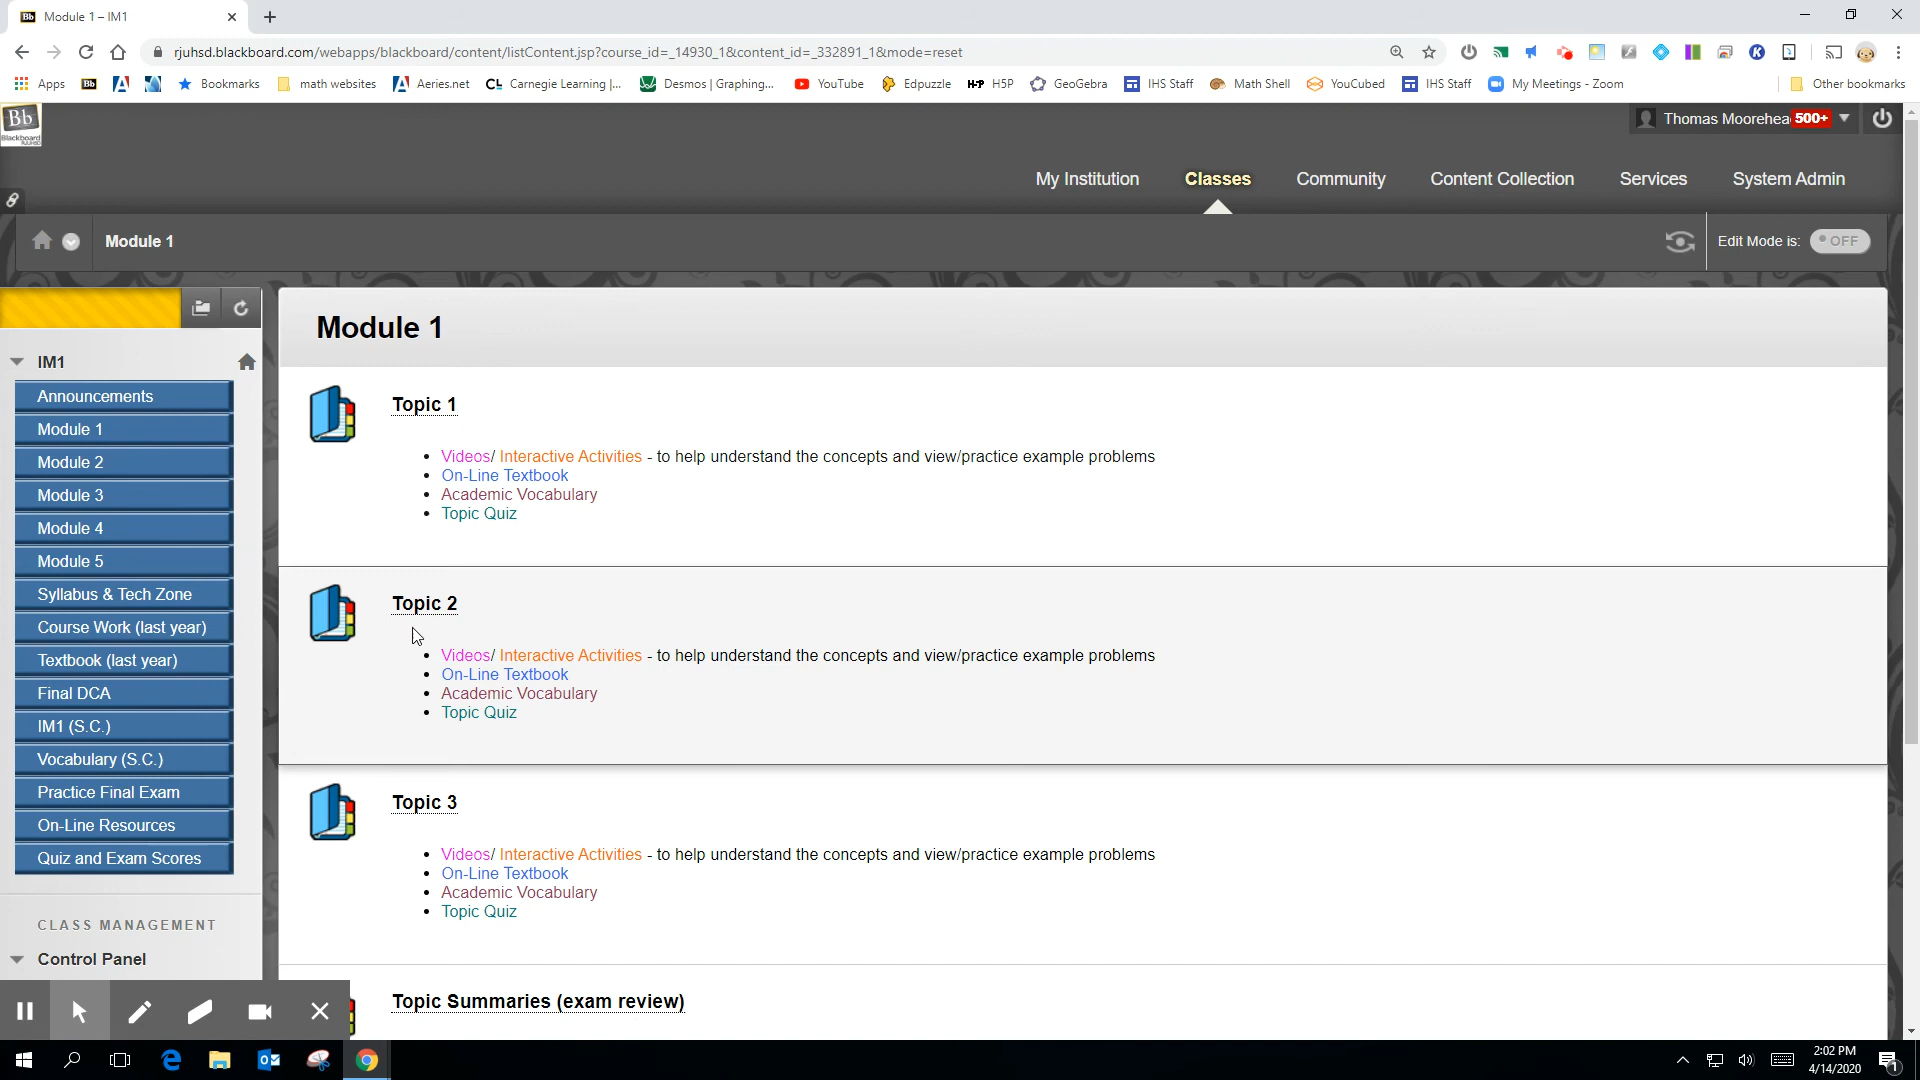 Bb Module 1 – IM1
rjuhsd.blackboard.com/webapps/blackboard/content/listContent.jsp?course_id=_14930_1&content_id=_332891_1&mode=reset
Apps Bb Bookmarks math websites Aeries.net CL Carnegie Learning |... Desmos | Graphing... YouTube Edpuzzle H-P H5P GeoGebra IHS Staff Math Shell YouCubed IHS Staff My Meetings - Zoom Other bookmarks
Bb
Blackboard
Thomas Moorehea 500+
My Institution Classes Community Content Collection Services System Admin
Module 1
Edit Mode is: OFF
IM1
Announcements
Module 1
Module 2
Module 3
Module 4
Module 5
Syllabus & Tech Zone
Course Work (last year)
Textbook (last year)
Final DCA
IM1 (S.C.)
Vocabulary (S.C.)
Practice Final Exam
On-Line Resources
Quiz and Exam Scores
CLASS MANAGEMENT
Control Panel
Module 1
Topic 1
• Videos/ Interactive Activities - to help understand the concepts and view/practice example problems
• On-Line Textbook
• Academic Vocabulary
• Topic Quiz
Topic 2
• Videos/ Interactive Activities - to help understand the concepts and view/practice example problems
• On-Line Textbook
• Academic Vocabulary
• Topic Quiz
Topic 3
• Videos/ Interactive Activities - to help understand the concepts and view/practice example problems
• On-Line Textbook
• Academic Vocabulary
• Topic Quiz
Topic Summaries (exam review)
2:02 PM
4/14/2020
1